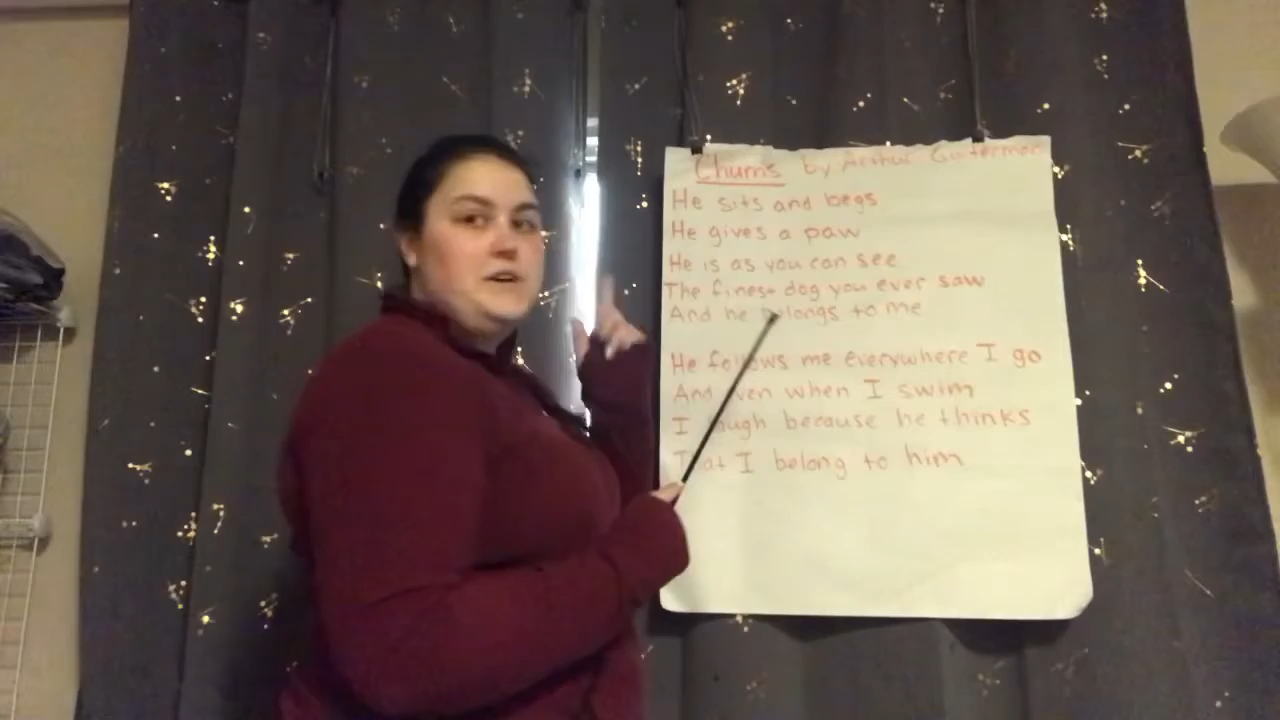 Chums by Arthur Guiterman
He sits and begs
He gives a paw
He is as you can see
The finest dog you ever saw
And he belongs to me
He follows me everywhere I go
And even when I swim
I laugh because he thinks
That I belong to him